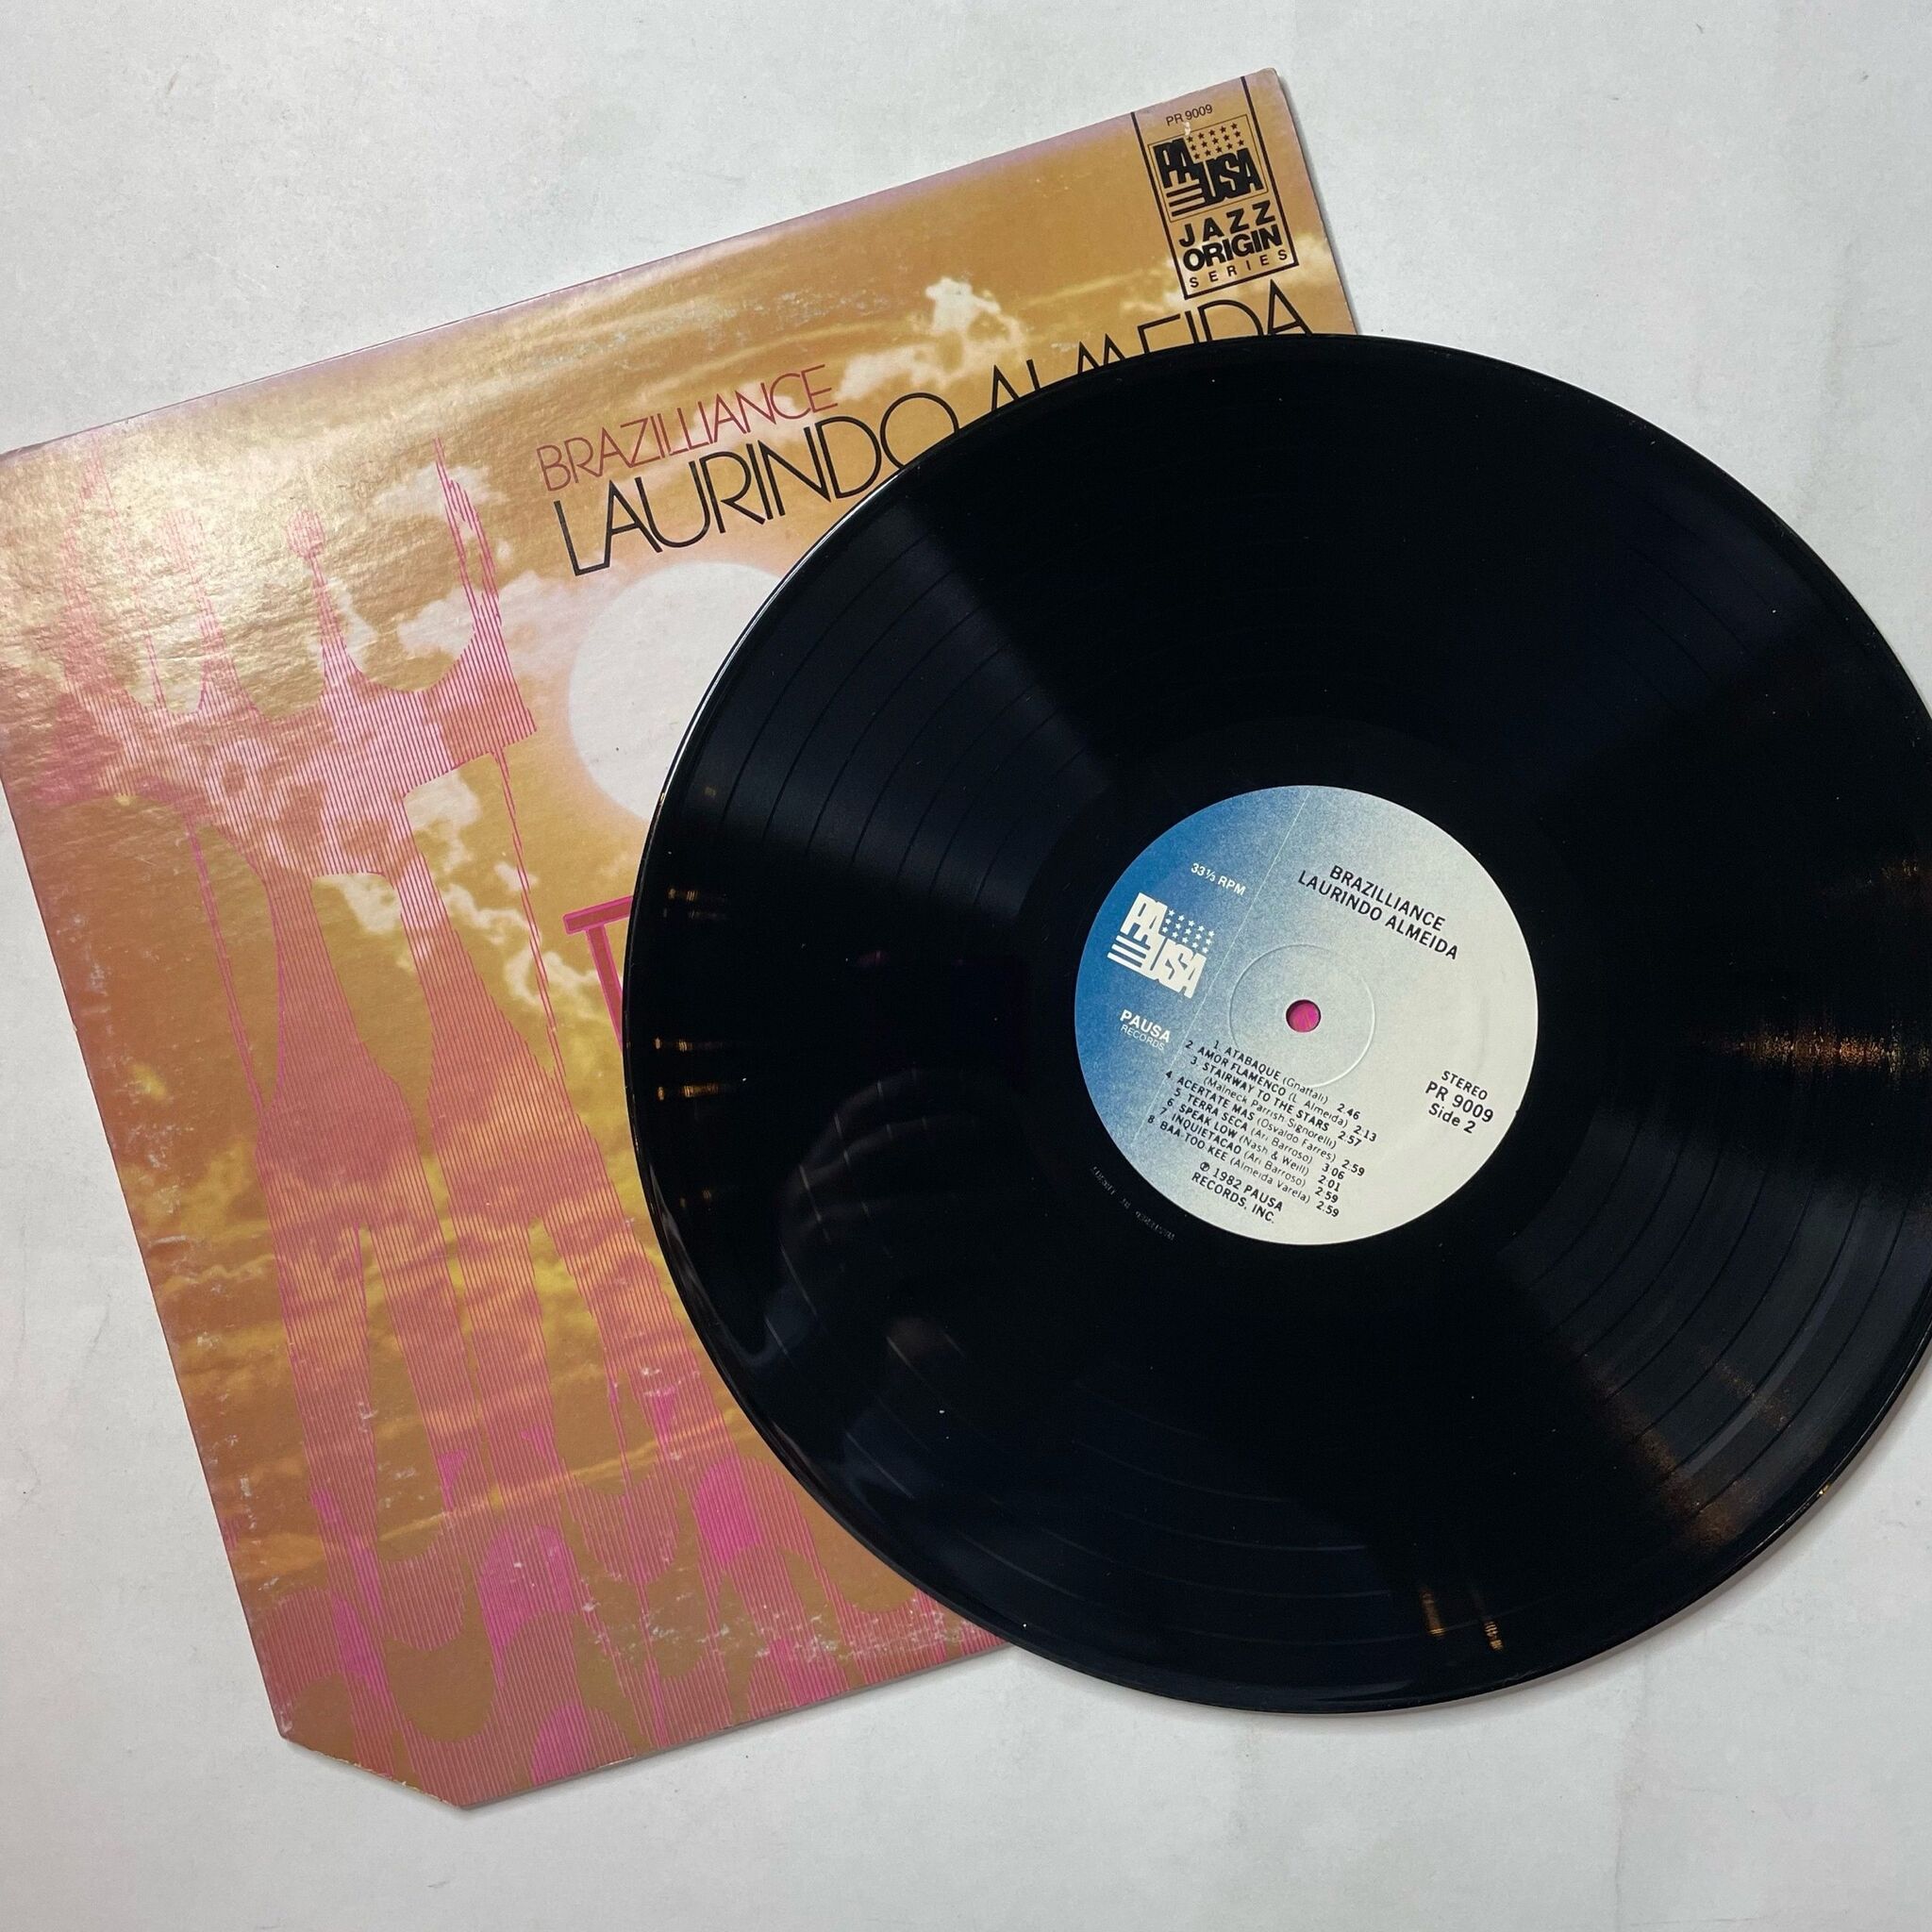 PR 9009
PAUSA
JAZZ
ORIGIN
SERIES
BRAZILLIANCE
LAURINDO ALMEIDA
33⅓ RPM
BRAZILLIANCE
LAURINDO ALMEIDA
PAUSA
PAUSA
RECORDS
STEREO
PR 9009
Side 2
1. ATABAQUE (Gnattali) 2.46
2 AMOR FLAMENCO (L. Almeida) 2.13
3. STAIRWAY TO THE STARS 2.57
(Malneck Parrish Signorelli)
4 ACERTATE MAS (Osvaldo Farres) 2.59
5 TERRA SECA (Ari Barroso) 3.06
6 SPEAK LOW (Nash & Weill) 2.01
7 INQUIETACAO (Ari Barroso) 2.59
8 BAA-TOO-KEE (Almeida Varela) 2.59
℗ 1982 PAUSA
RECORDS, INC.